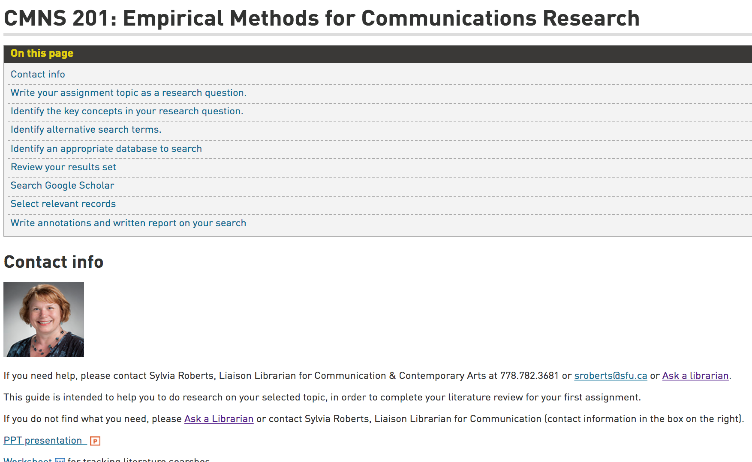 CMNS 201: Empirical Methods for Communications Research
On this page
Contact info
Write your assignment topic as a research question.
Identify the key concepts in your research question.
Identify alternative search terms.
Identify an appropriate database to search
Review your results set
Search Google Scholar
Select relevant records
Write annotations and written report on your search
Contact info
If you need help, please contact Sylvia Roberts, Liaison Librarian for Communication & Contemporary Arts at 778.782.3681 or sroberts@sfu.ca or Ask a librarian.
This guide is intended to help you to do research on your selected topic, in order to complete your literature review for your first assignment.
If you do not find what you need, please Ask a Librarian or contact Sylvia Roberts, Liaison Librarian for Communication (contact information in the box on the right).
PPT presentation P
Worksheet for tracking literature searches